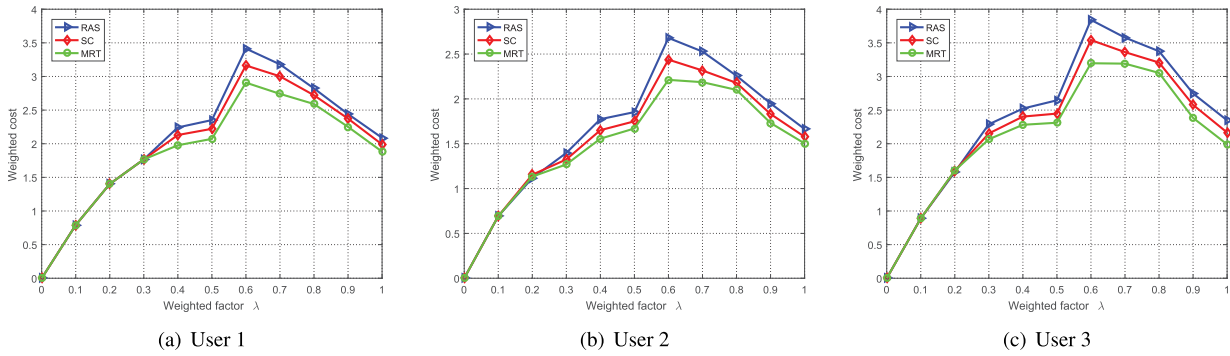 4
3.5
3
2.5
2
1.5
1
0.5
0
Weighted cost
RAS
SC
MRT
0 0.1 0.2 0.3 0.4 0.5 0.6 0.7 0.8 0.9 1
Weighted factor λ
(a) User 1
3
2.5
2
1.5
1
0.5
0
Weighted cost
RAS
SC
MRT
0 0.1 0.2 0.3 0.4 0.5 0.6 0.7 0.8 0.9 1
Weighted factor λ
(b) User 2
4
3.5
3
2.5
2
1.5
1
0.5
0
Weighted cost
RAS
SC
MRT
0 0.1 0.2 0.3 0.4 0.5 0.6 0.7 0.8 0.9 1
Weighted factor λ
(c) User 3